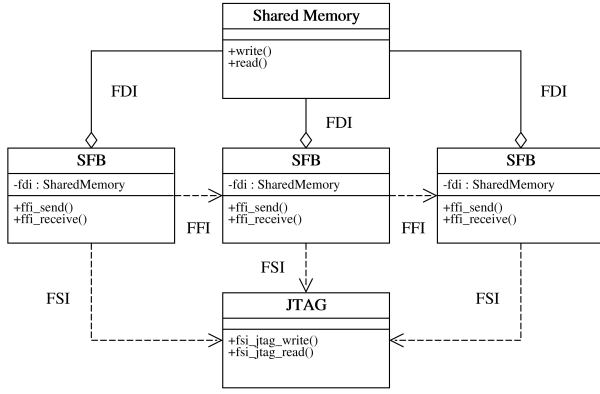 Shared Memory
+write()
+read()
FDI
FDI
FDI
SFB
-fdi : SharedMemory
+ffi_send()
+ffi_receive()
SFB
-fdi : SharedMemory
+ffi_send()
+ffi_receive()
SFB
-fdi : SharedMemory
+ffi_send()
+ffi_receive()
FFI
FFI
FSI
FSI
FSI
JTAG
+fsi_jtag_write()
+fsi_jtag_read()